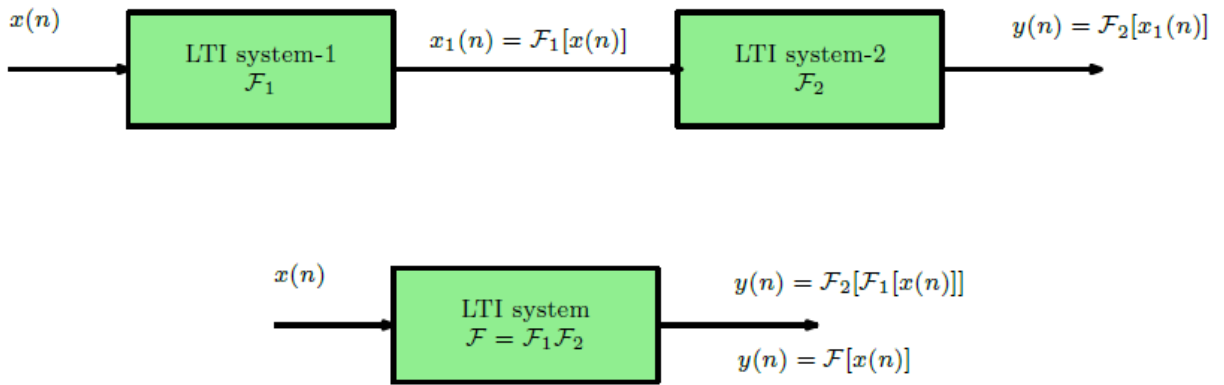 x(n)
LTI system-1
ℱ₁
x₁(n) = ℱ₁[x(n)]
LTI system-2
ℱ₂
y(n) = ℱ₂[x₁(n)]
x(n)
LTI system
ℱ = ℱ₁ℱ₂
y(n) = ℱ₂[ℱ₁[x(n)]]
y(n) = ℱ[x(n)]